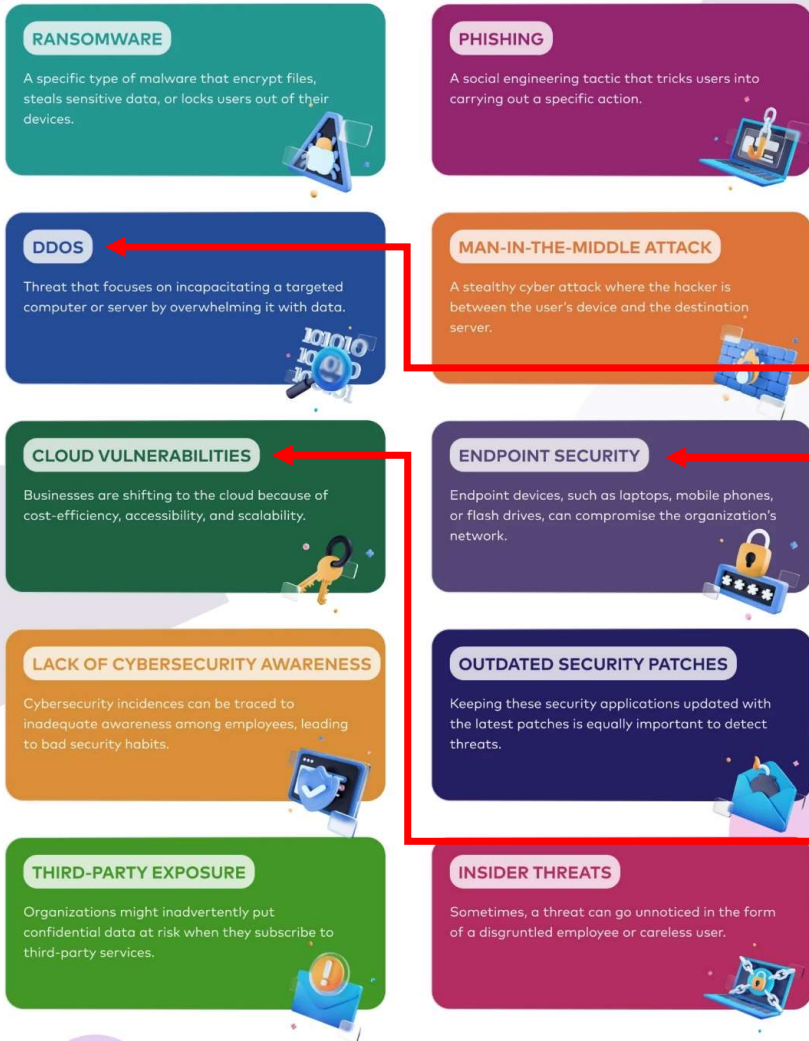 RANSOMWARE
A specific type of malware that encrypt files,
steals sensitive data, or locks users out of their
devices.
PHISHING
A social engineering tactic that tricks users into
carrying out a specific action.
DDOS
Threat that focuses on incapacitating a targeted
computer or server by overwhelming it with data.
MAN-IN-THE-MIDDLE ATTACK
A stealthy cyber attack where the hacker is
between the user's device and the destination
server.
CLOUD VULNERABILITIES
Businesses are shifting to the cloud because of
cost-efficiency, accessibility, and scalability.
ENDPOINT SECURITY
Endpoint devices, such as laptops, mobile phones,
or flash drives, can compromise the organization's
network.
LACK OF CYBERSECURITY AWARENESS
Cybersecurity incidences can be traced to
inadequate awareness among employees, leading
to bad security habits.
OUTDATED SECURITY PATCHES
Keeping these security applications updated with
the latest patches is equally important to detect
threats.
THIRD-PARTY EXPOSURE
Organizations might inadvertently put
confidential data at risk when they subscribe to
third-party services.
INSIDER THREATS
Sometimes, a threat can go unnoticed in the form
of a disgruntled employee or careless user.